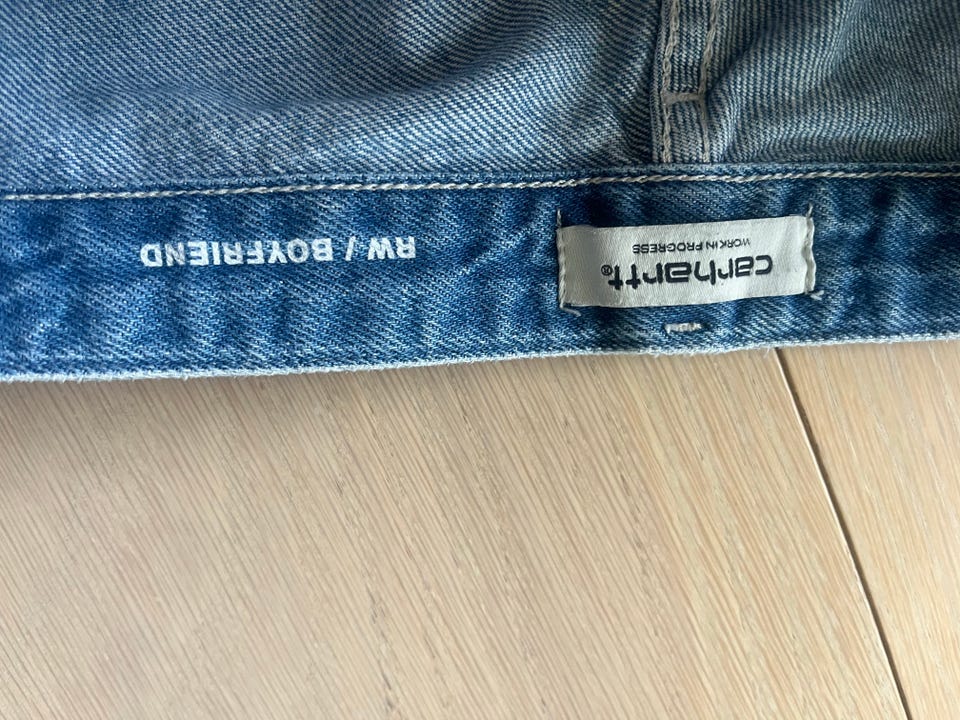 carhartt®
WORK IN PROGRESS
RW / BOYFRIEND